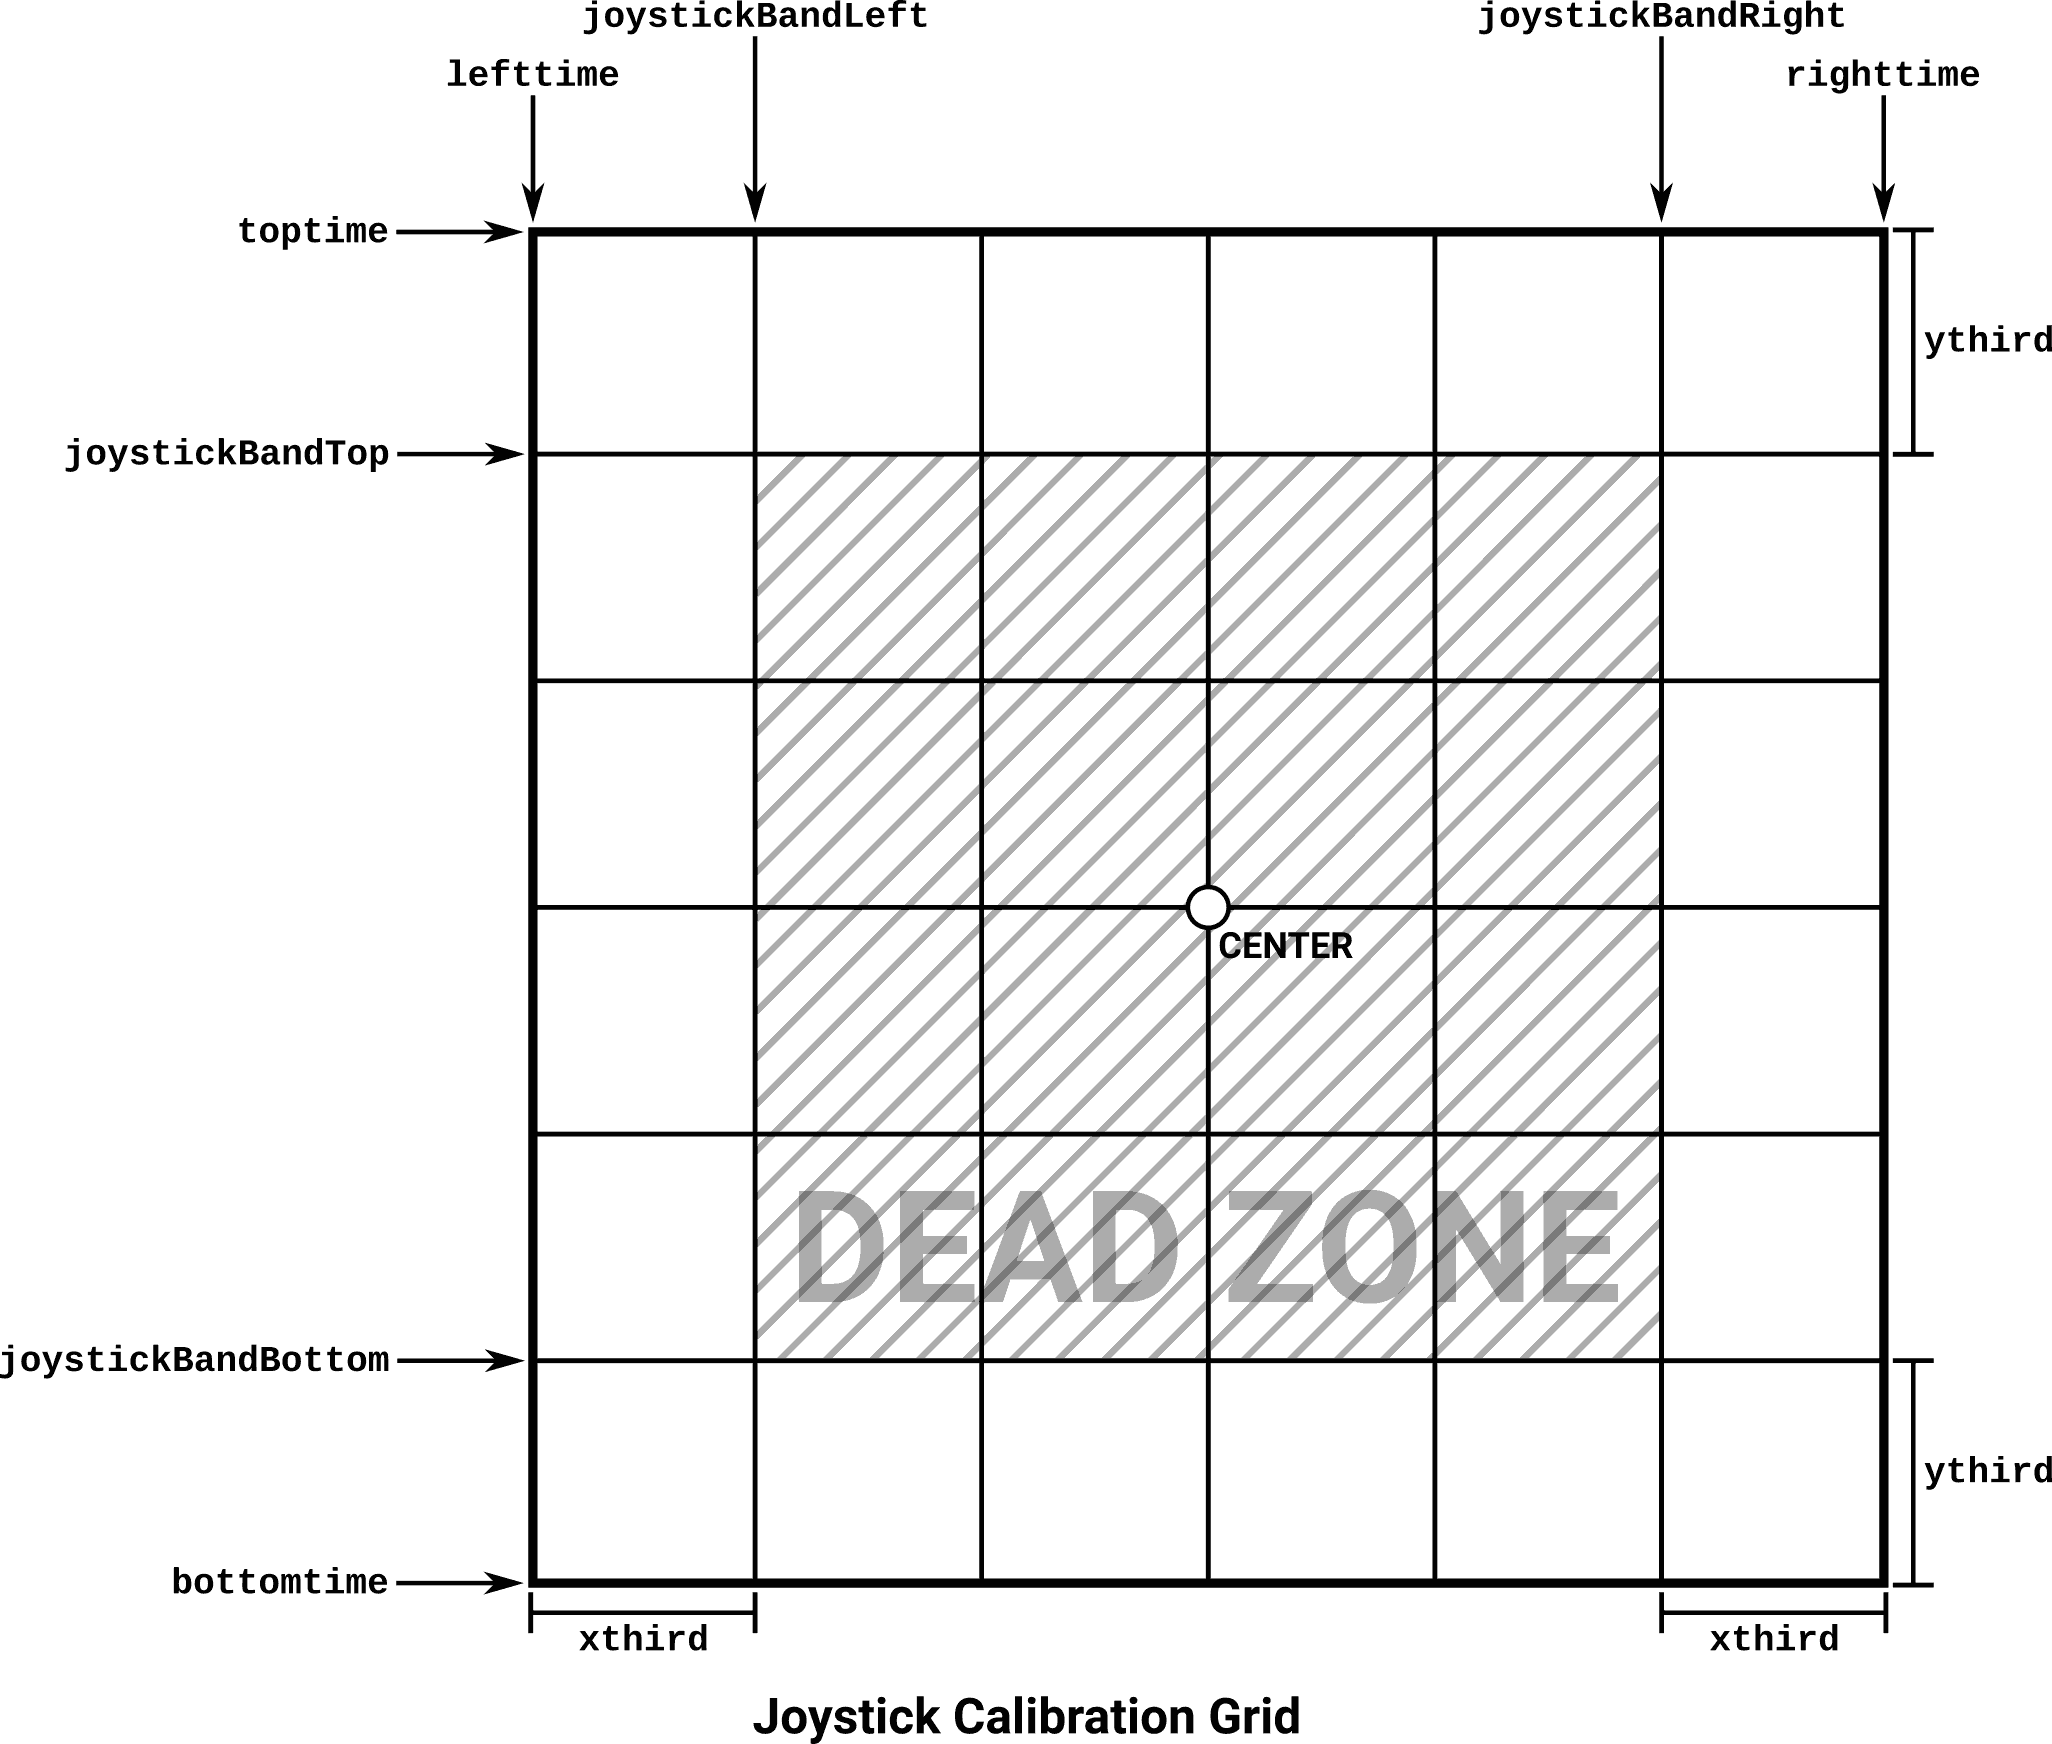 joystickBandLeft
joystickBandRight
lefttime
righttime
toptime
ythird
joystickBandTop
CENTER
DEAD ZONE
joystickBandBottom
ythird
bottomtime
xthird
xthird
Joystick Calibration Grid